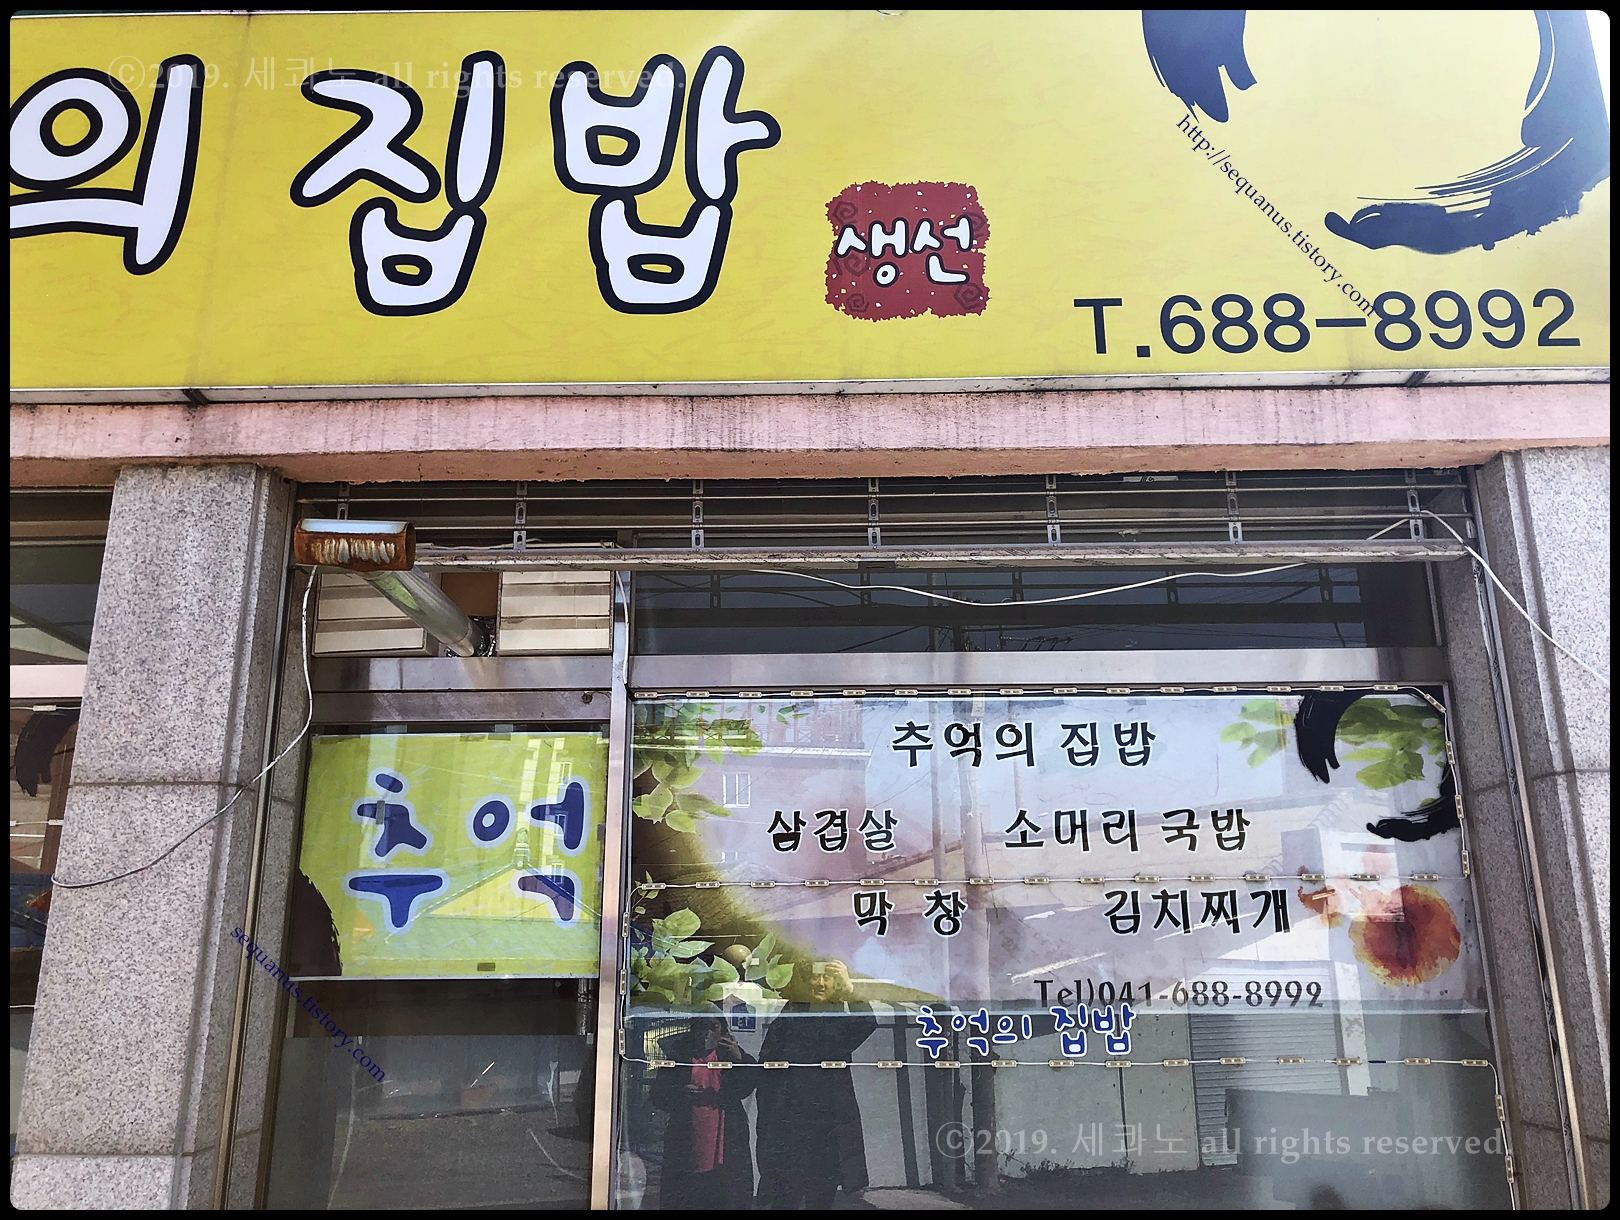 ©2019. 세콰노 all rights reserved.
의 집밥
생선
http://sequanus.tistory.com
T.688-8992
추억의 집밥
삼겹살 소머리 국밥
막 창 김치찌개
추억
Tel)041-688-8992
추억의 집밥
sequanus.tistory.com
©2019. 세콰노 all rights reserved.